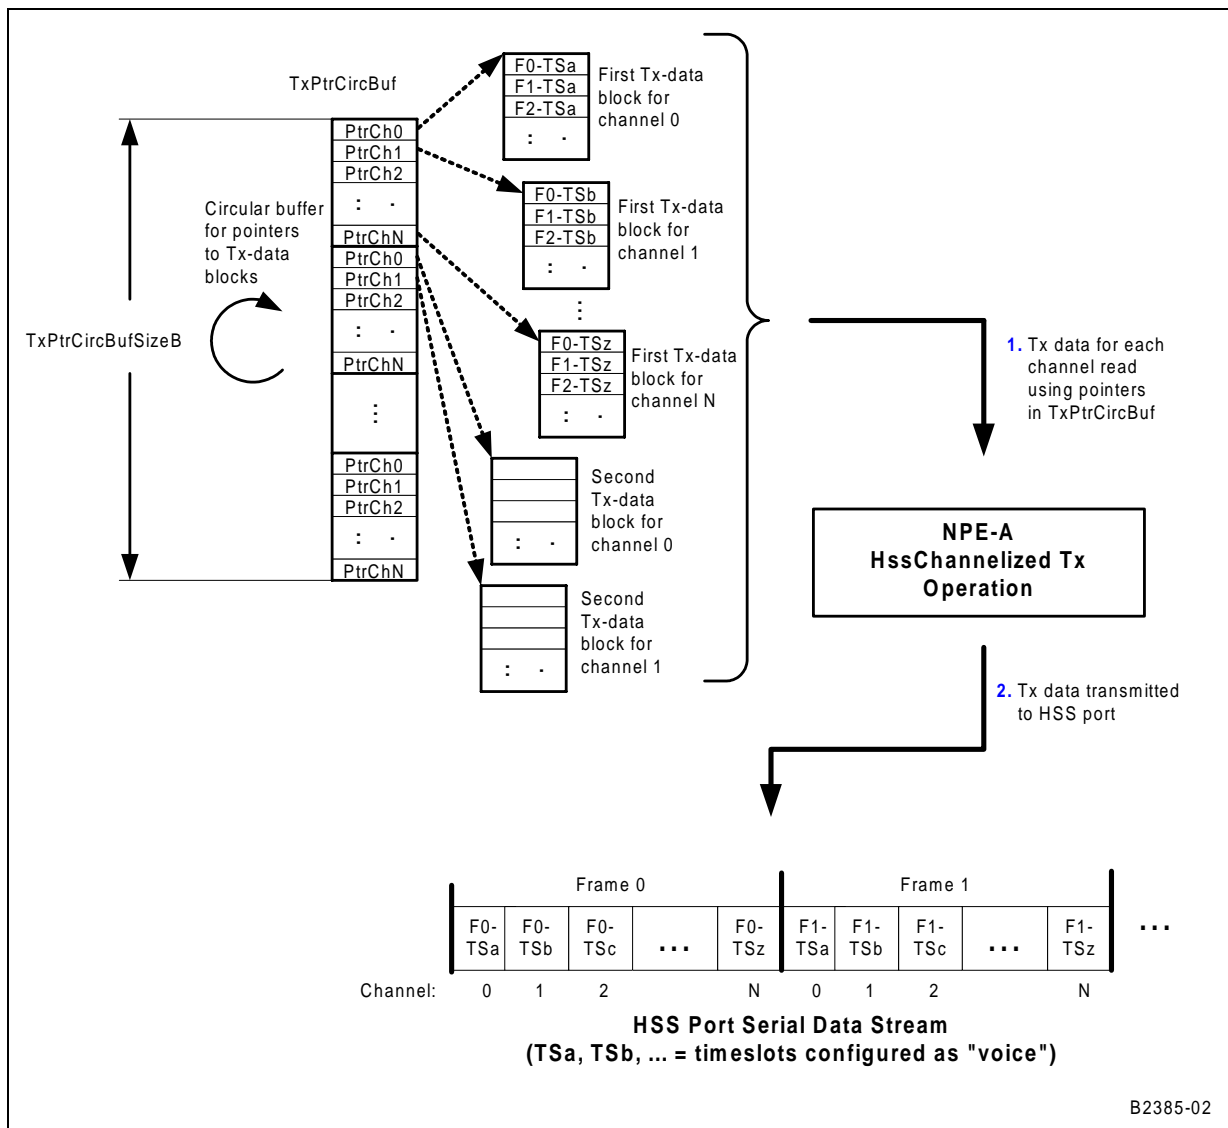 TxPtrCircBuf
PtrCh0
PtrCh1
PtrCh2
: .
PtrChN
PtrCh0
PtrCh1
PtrCh2
: .
PtrChN
⋮
PtrCh0
PtrCh1
PtrCh2
: .
PtrChN
Circular buffer
for pointers
to Tx-data
blocks
TxPtrCircBufSizeB
F0-TSa
F1-TSa
F2-TSa
: .
First Tx-data
block for
channel 0
F0-TSb
F1-TSb
F2-TSb
: .
First Tx-data
block for
channel 1
⋮
F0-TSz
F1-TSz
F2-TSz
: .
First Tx-data
block for
channel N
: .
Second
Tx-data
block for
channel 0
: .
Second
Tx-data
block for
channel 1
1. Tx data for each
channel read
using pointers
in TxPtrCircBuf
NPE-A
HssChannelized Tx
Operation
2. Tx data transmitted
to HSS port
Frame 0 Frame 1
F0- F0- F0- F0- F1- F1- F1- F1-
TSa TSb TSc ... TSz TSa TSb TSc ... TSz ...
Channel: 0 1 2 N 0 1 2 N
HSS Port Serial Data Stream
(TSa, TSb, ... = timeslots configured as "voice")
B2385-02